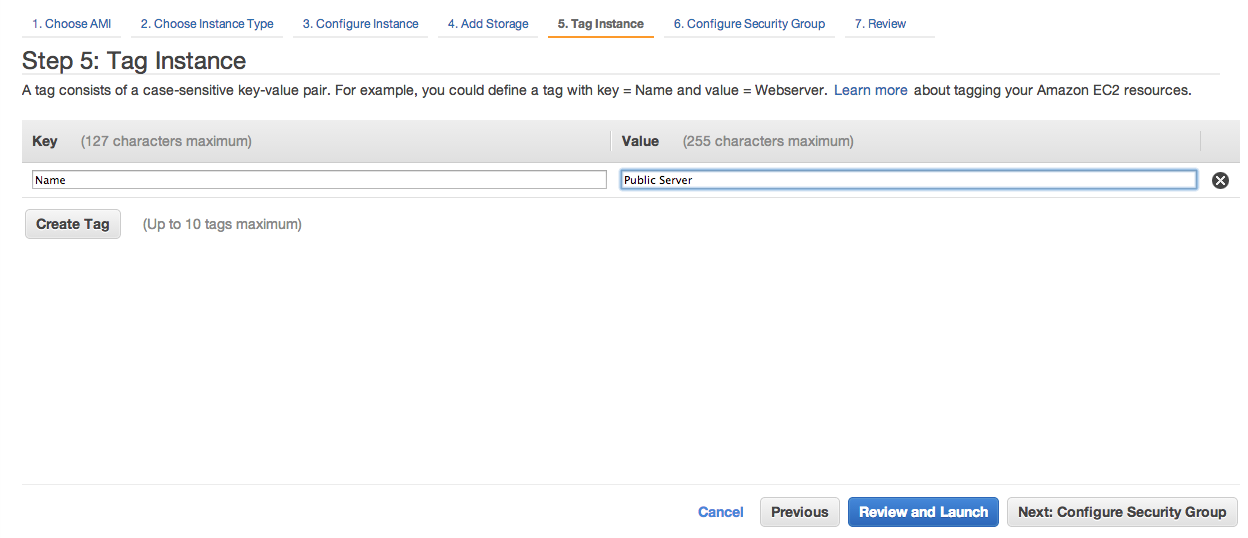 1. Choose AMI 2. Choose Instance Type 3. Configure Instance 4. Add Storage 5. Tag Instance 6. Configure Security Group 7. Review
Step 5: Tag Instance
A tag consists of a case-sensitive key-value pair. For example, you could define a tag with key = Name and value = Webserver. Learn more about tagging your Amazon EC2 resources.
Key (127 characters maximum) Value (255 characters maximum)
Name Public Server
Create Tag (Up to 10 tags maximum)
Cancel Previous Review and Launch Next: Configure Security Group